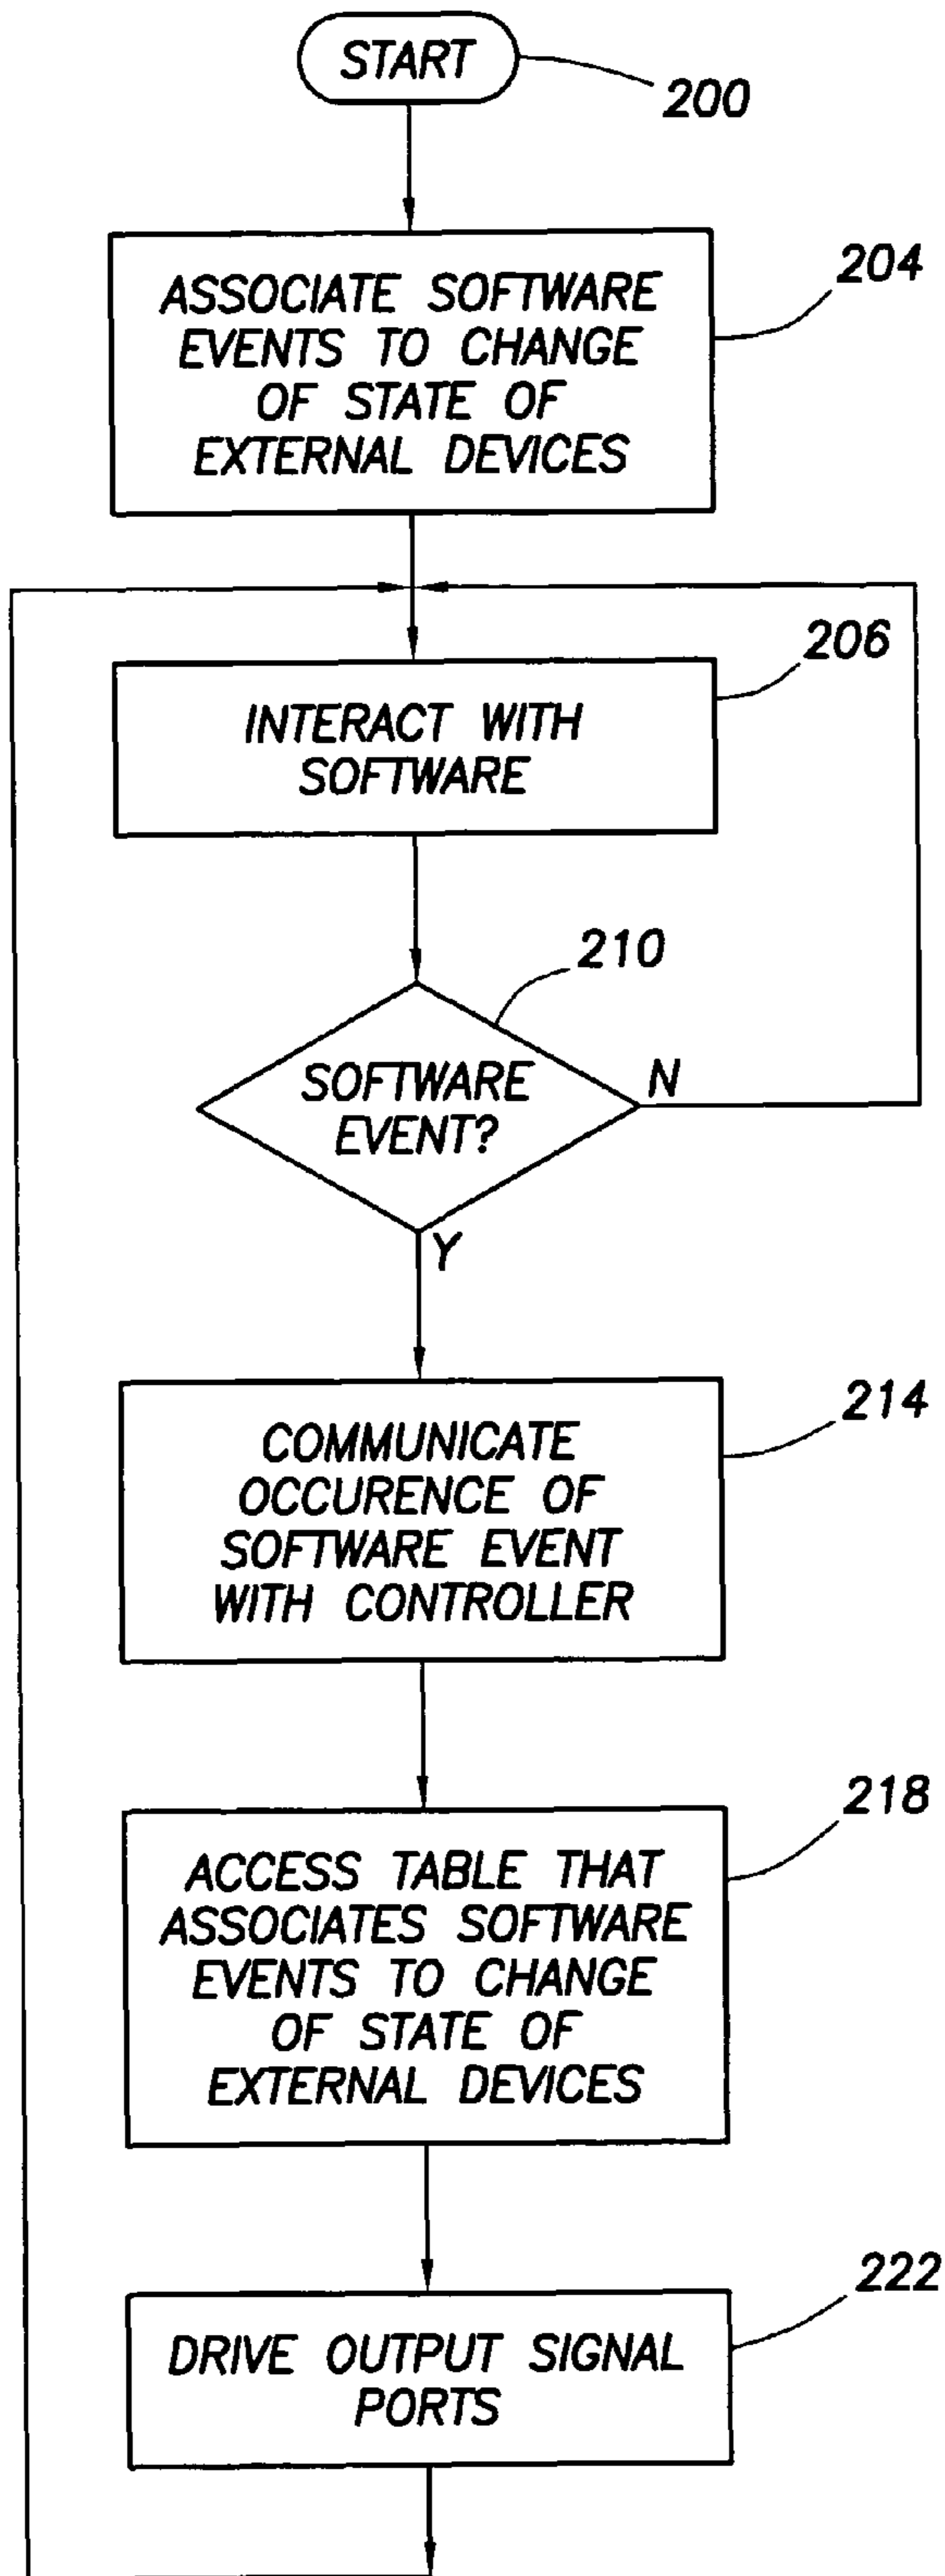 START
200
ASSOCIATE SOFTWARE
EVENTS TO CHANGE
OF STATE OF
EXTERNAL DEVICES
204
INTERACT WITH
SOFTWARE
206
SOFTWARE
EVENT?
210
N
Y
COMMUNICATE
OCCURENCE OF
SOFTWARE EVENT
WITH CONTROLLER
214
ACCESS TABLE THAT
ASSOCIATES SOFTWARE
EVENTS TO CHANGE
OF STATE OF
EXTERNAL DEVICES
218
DRIVE OUTPUT SIGNAL
PORTS
222